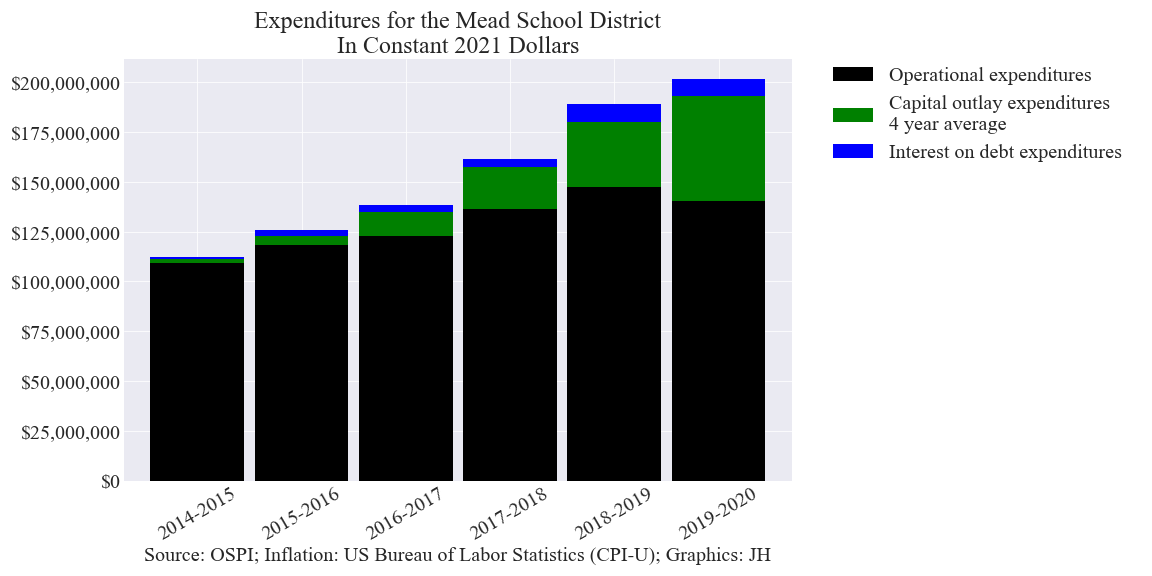 Expenditures for the Mead School District
In Constant 2021 Dollars
$200,000,000
$175,000,000
$150,000,000
$125,000,000
$100,000,000
$75,000,000
$50,000,000
$25,000,000
$0
2014-2015
2015-2016
2016-2017
2017-2018
2018-2019
2019-2020
Source: OSPI; Inflation: US Bureau of Labor Statistics (CPI-U); Graphics: JH
Operational expenditures
Capital outlay expenditures
4 year average
Interest on debt expenditures